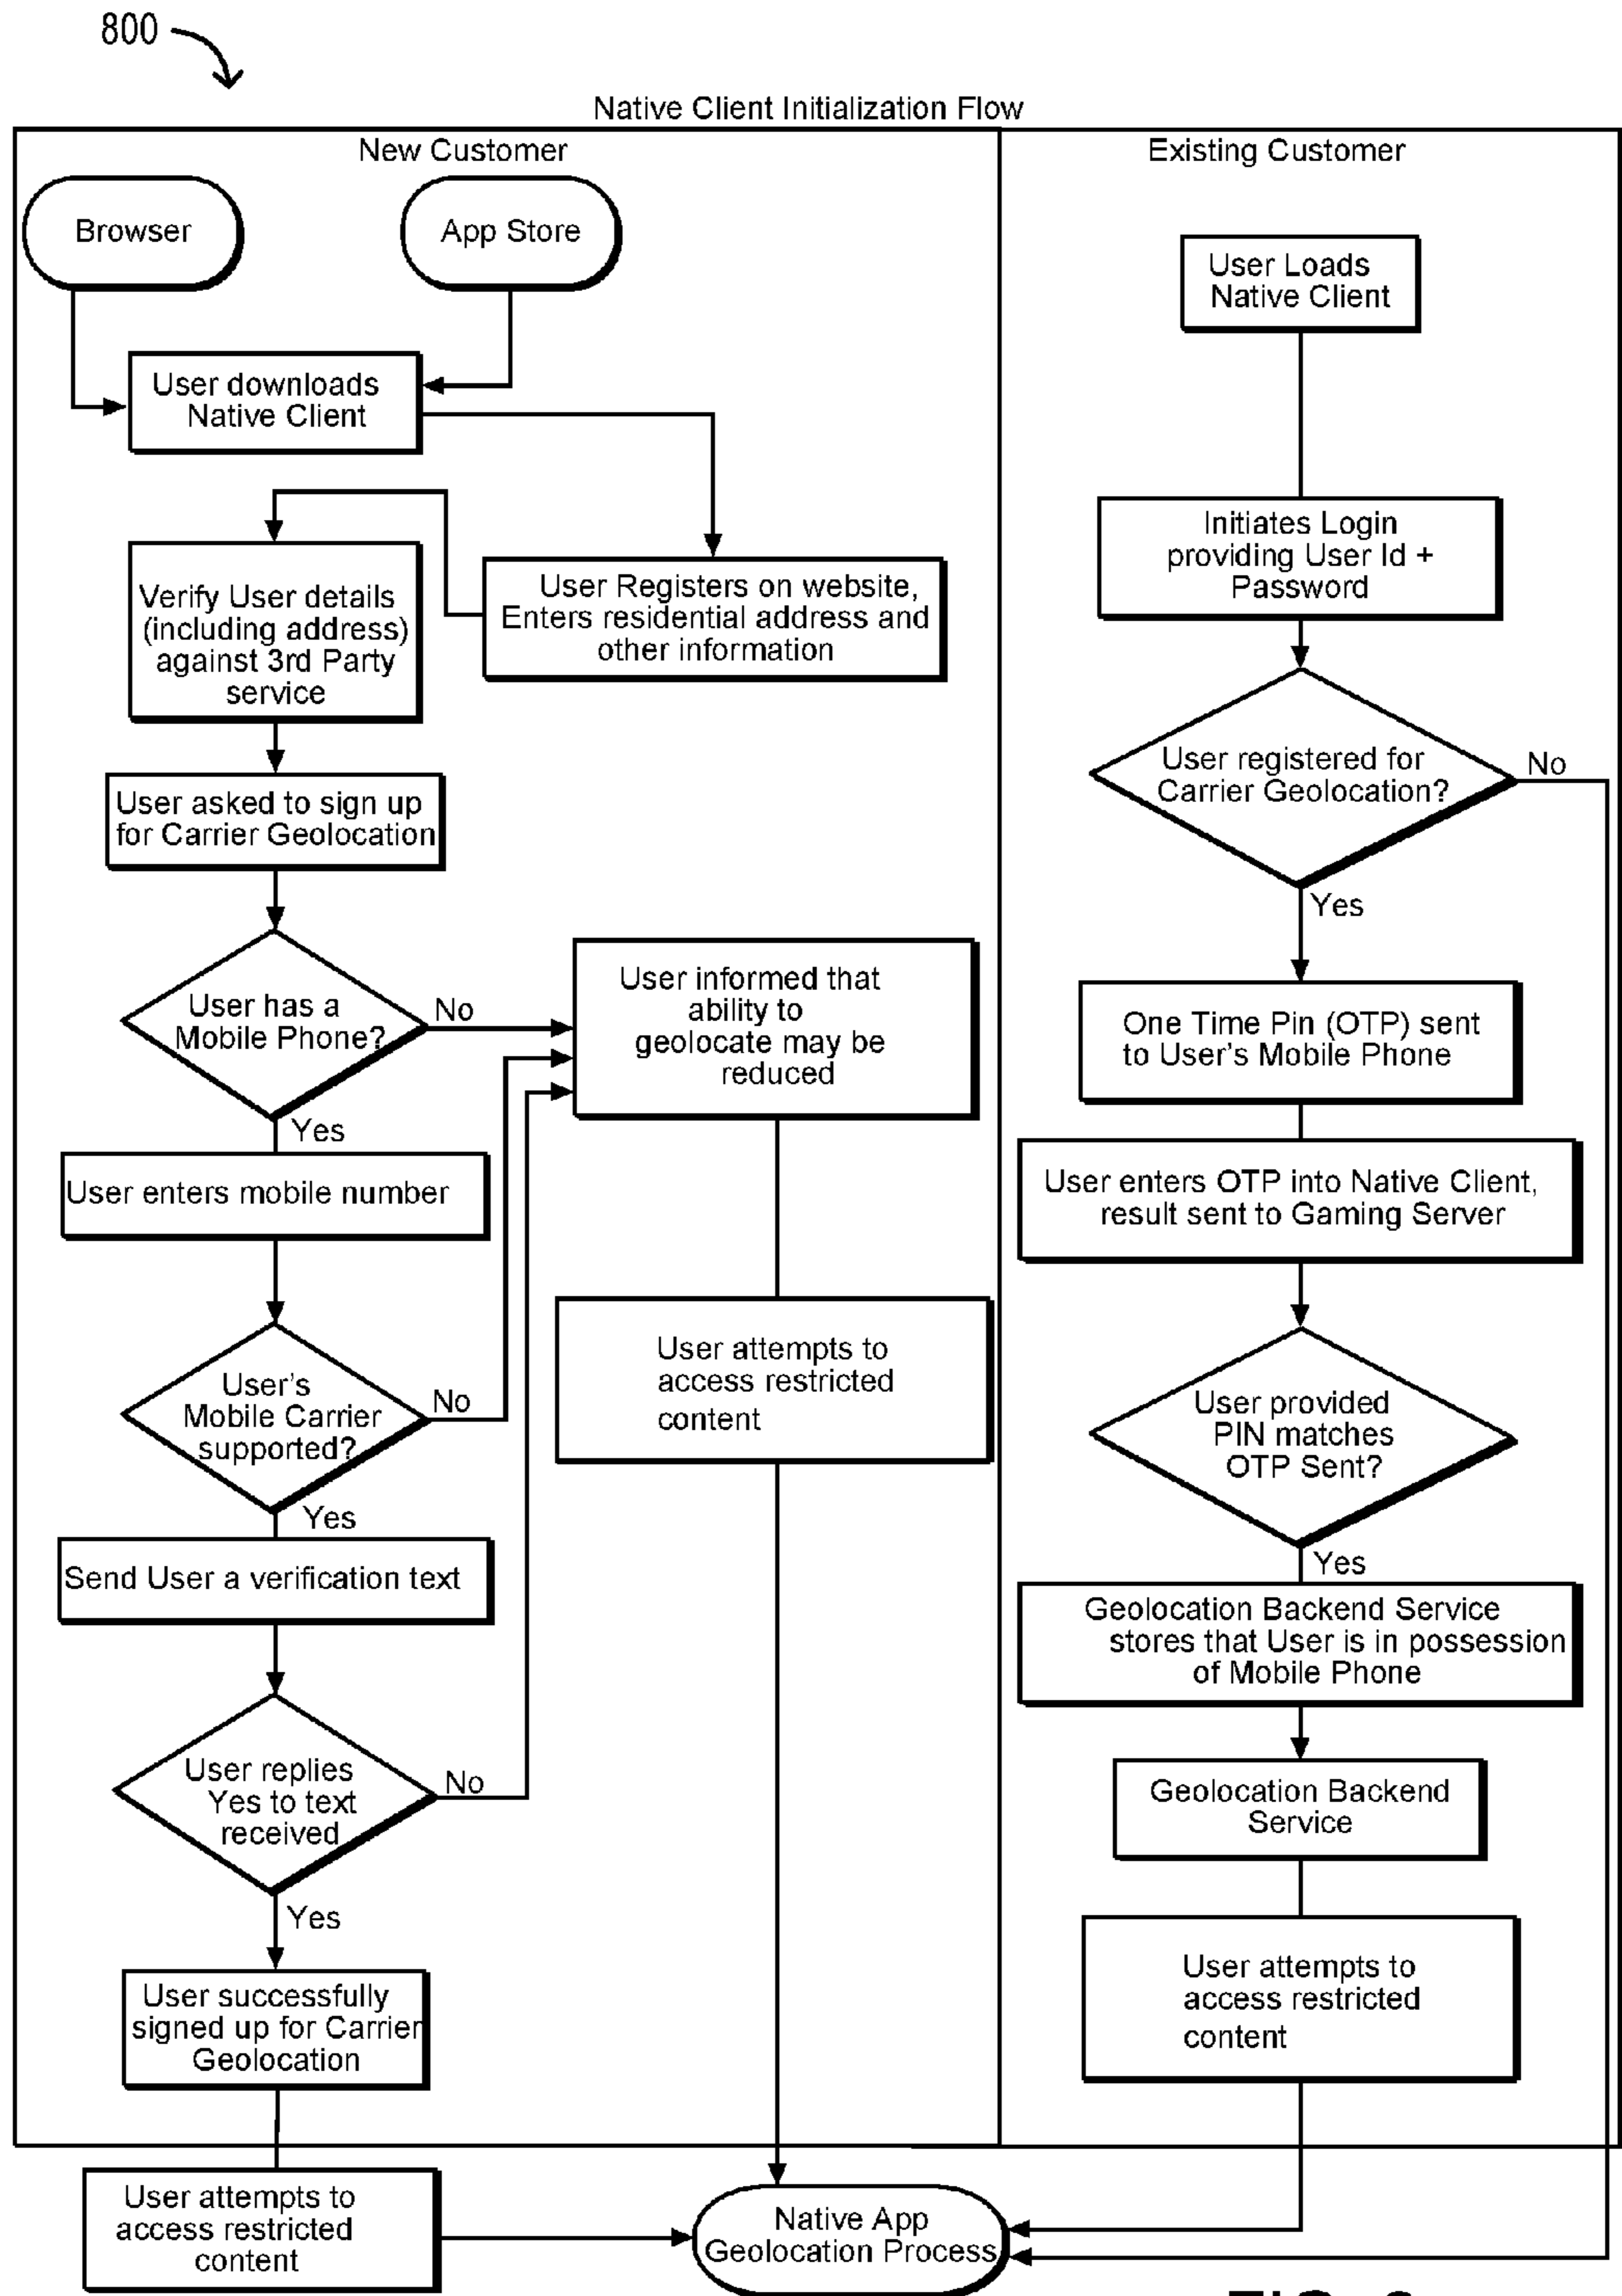 800
Native Client Initialization Flow
New Customer
Browser
App Store
User downloads
Native Client
User Registers on website,
Enters residential address and
other information
Verify User details
(including address)
against 3rd Party
service
User asked to sign up
for Carrier Geolocation
User has a
Mobile Phone?
No
Yes
User informed that
ability to
geolocate may be
reduced
User enters mobile number
User's
Mobile Carrier
supported?
No
Yes
User attempts to
access restricted
content
Send User a verification text
User replies
Yes to text
received
No
Yes
User successfully
signed up for Carrier
Geolocation
User attempts to
access restricted
content
Existing Customer
User Loads
Native Client
Initiates Login
providing User Id +
Password
User registered for
Carrier Geolocation?
No
Yes
One Time Pin (OTP) sent
to User's Mobile Phone
User enters OTP into Native Client,
result sent to Gaming Server
User provided
PIN matches
OTP Sent?
Yes
Geolocation Backend Service
stores that User is in possession
of Mobile Phone
Geolocation Backend
Service
User attempts to
access restricted
content
Native App
Geolocation Process